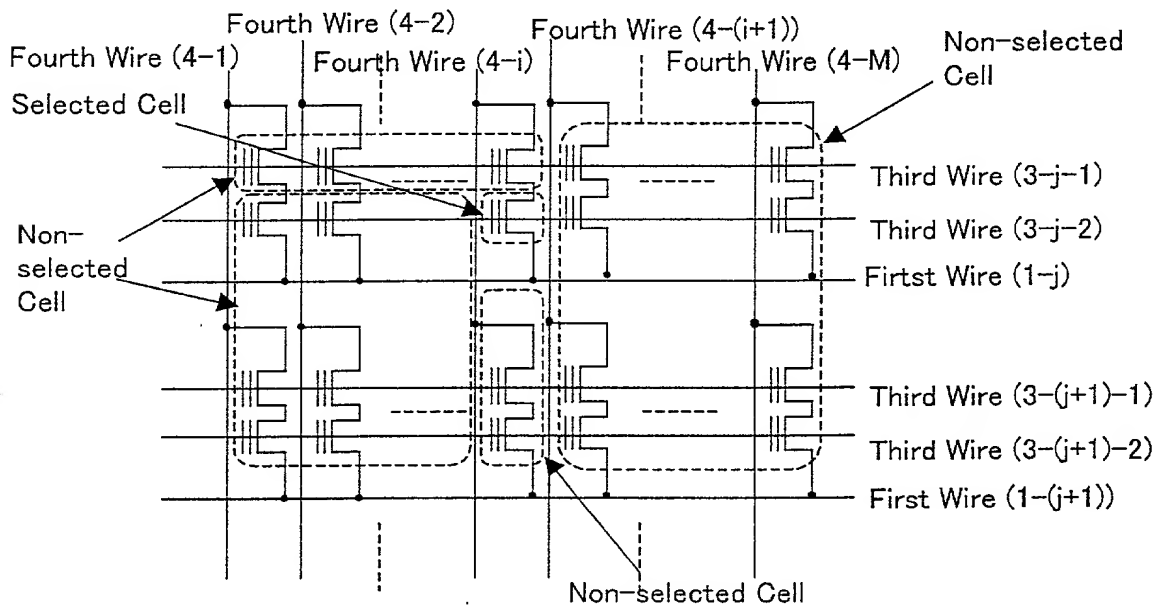 Fourth Wire (4-2)
Fourth Wire (4-(i+1))
Non-selected
Cell
Fourth Wire (4-1)
Fourth Wire (4-i)
Fourth Wire (4-M)
Selected Cell
Third Wire (3-j-1)
Third Wire (3-j-2)
Non-
selected
Cell
Firtst Wire (1-j)
Third Wire (3-(j+1)-1)
Third Wire (3-(j+1)-2)
First Wire (1-(j+1))
Non-selected Cell